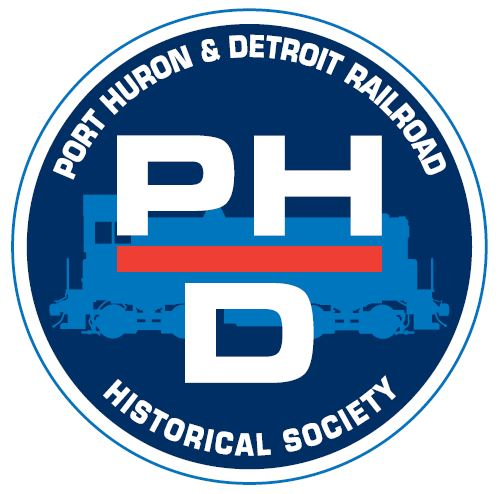 PORT HURON & DETROIT RAILROAD
PH
D
HISTORICAL SOCIETY